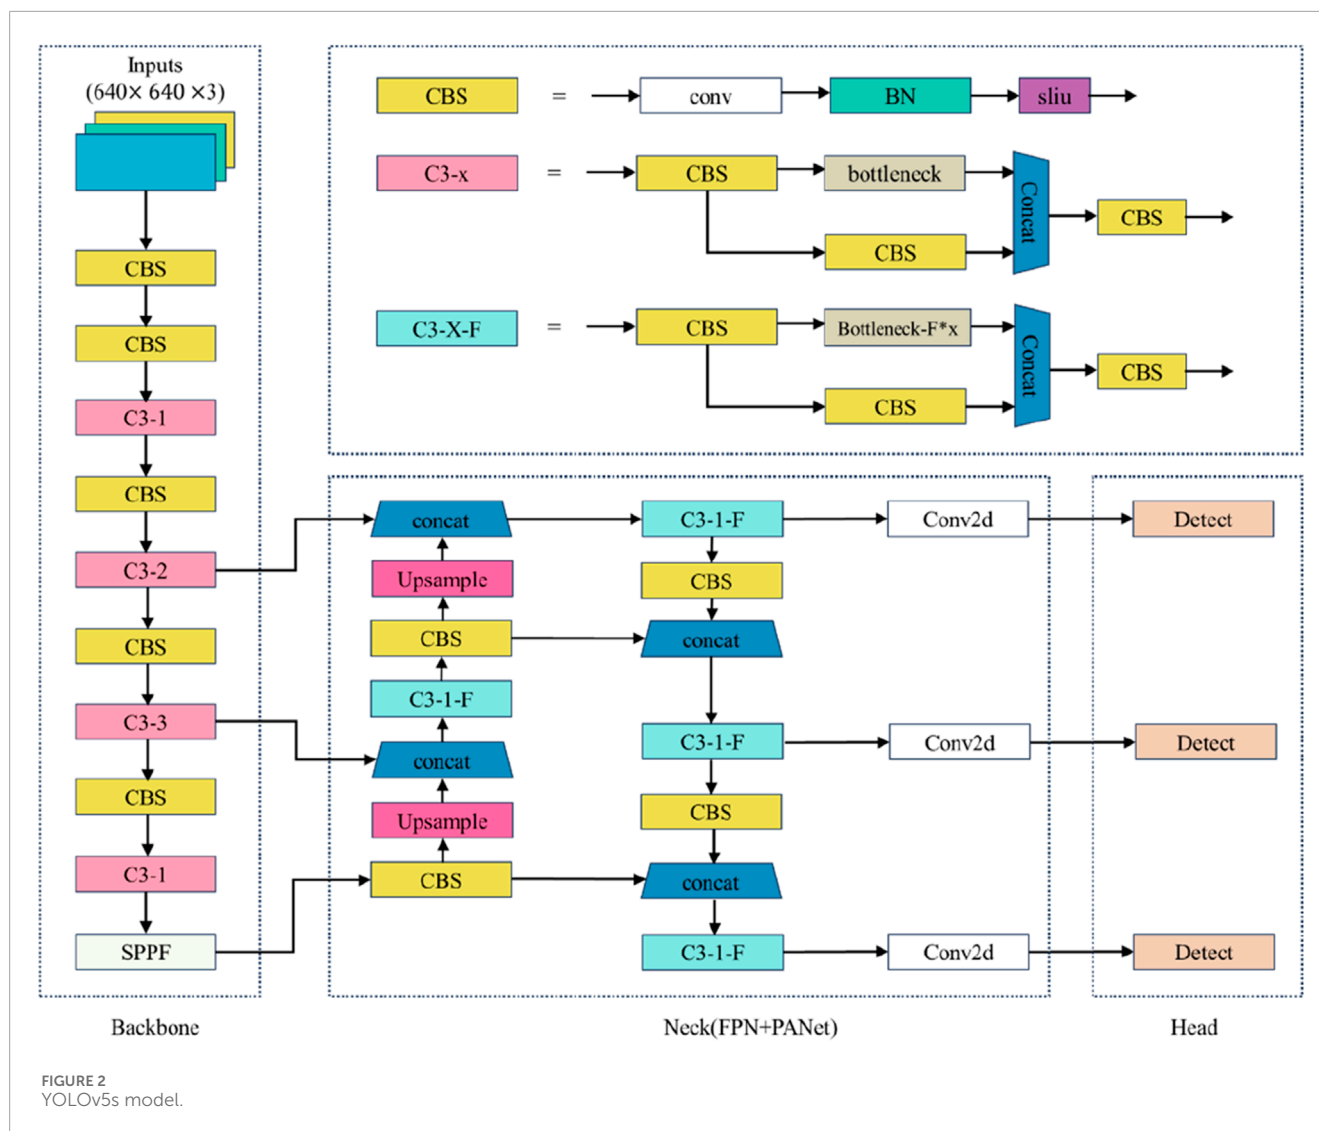 Inputs
(640× 640 ×3)
CBS
CBS
C3-1
CBS
C3-2
CBS
C3-3
CBS
C3-1
SPPF
Backbone
CBS = conv BN sliu
C3-x = CBS bottleneck Concat CBS
CBS
C3-X-F = CBS Bottleneck-F*x Concat CBS
CBS
concat C3-1-F Conv2d Detect
Upsample CBS
CBS concat
C3-1-F
concat C3-1-F Conv2d Detect
Upsample CBS
CBS concat
C3-1-F Conv2d Detect
Neck(FPN+PANet)
Head
FIGURE 2
YOLOv5s model.